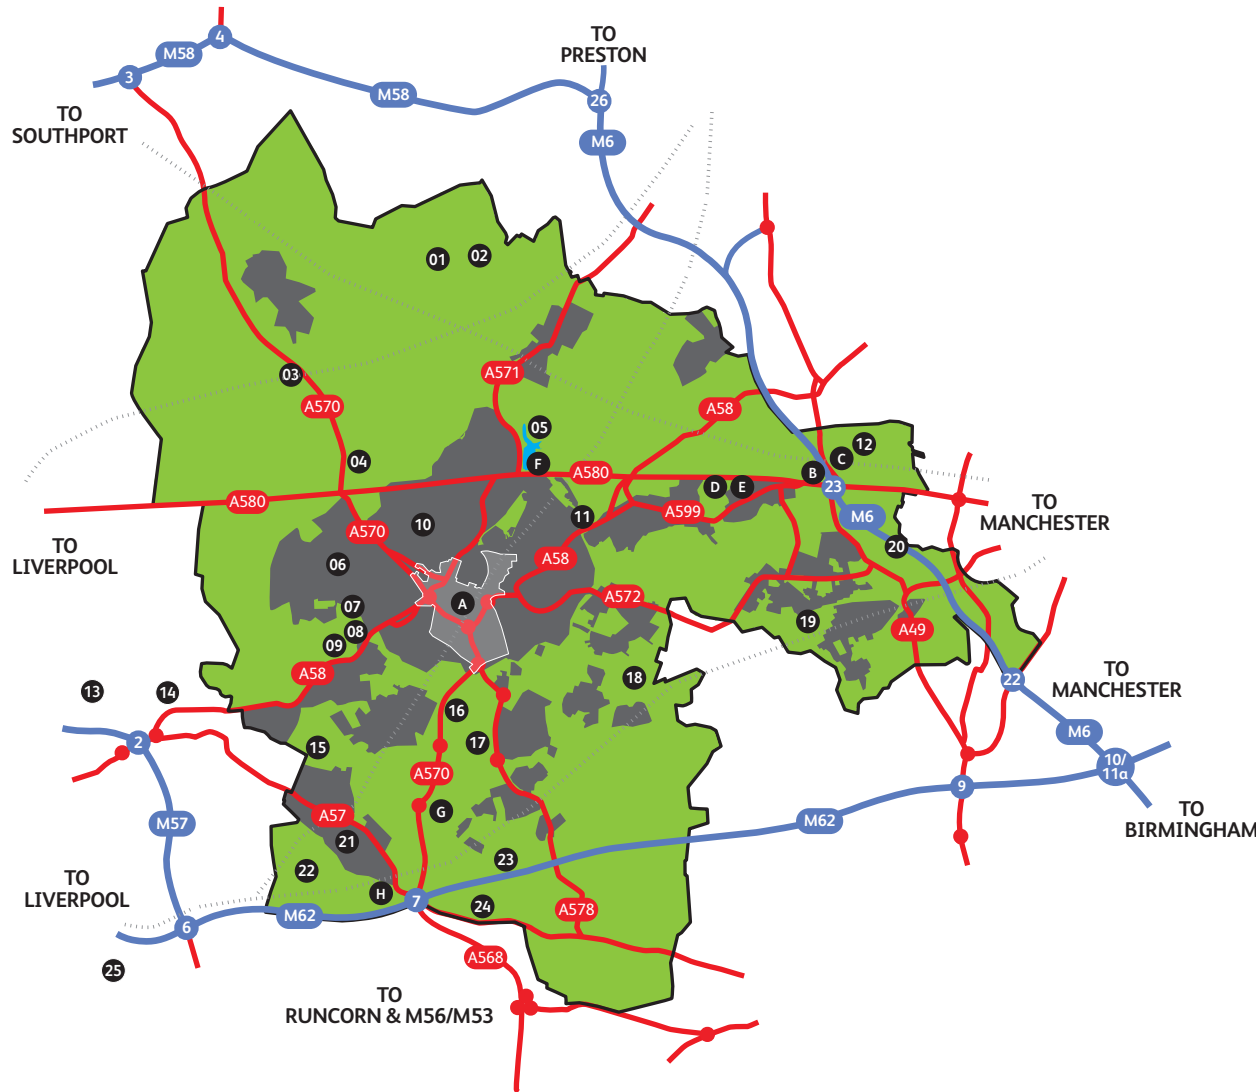 4
M58
3
M58
TO
PRESTON
26
M6
TO
SOUTHPORT
01
02
03
A570
A571
A58
04
05
F
A580
A580
D
E
B
C
12
23
A599
M6
TO
MANCHESTER
TO
LIVERPOOL
A570
10
11
A58
20
06
07
08
09
A
A572
19
A49
A58
18
22
TO
MANCHESTER
13
14
2
15
16
17
M6
10/
11a
A570
9
TO
BIRMINGHAM
M57
A57
G
M62
21
22
23
TO
LIVERPOOL
H
7
24
A578
6
M62
25
A568
TO
RUNCORN & M56/M53